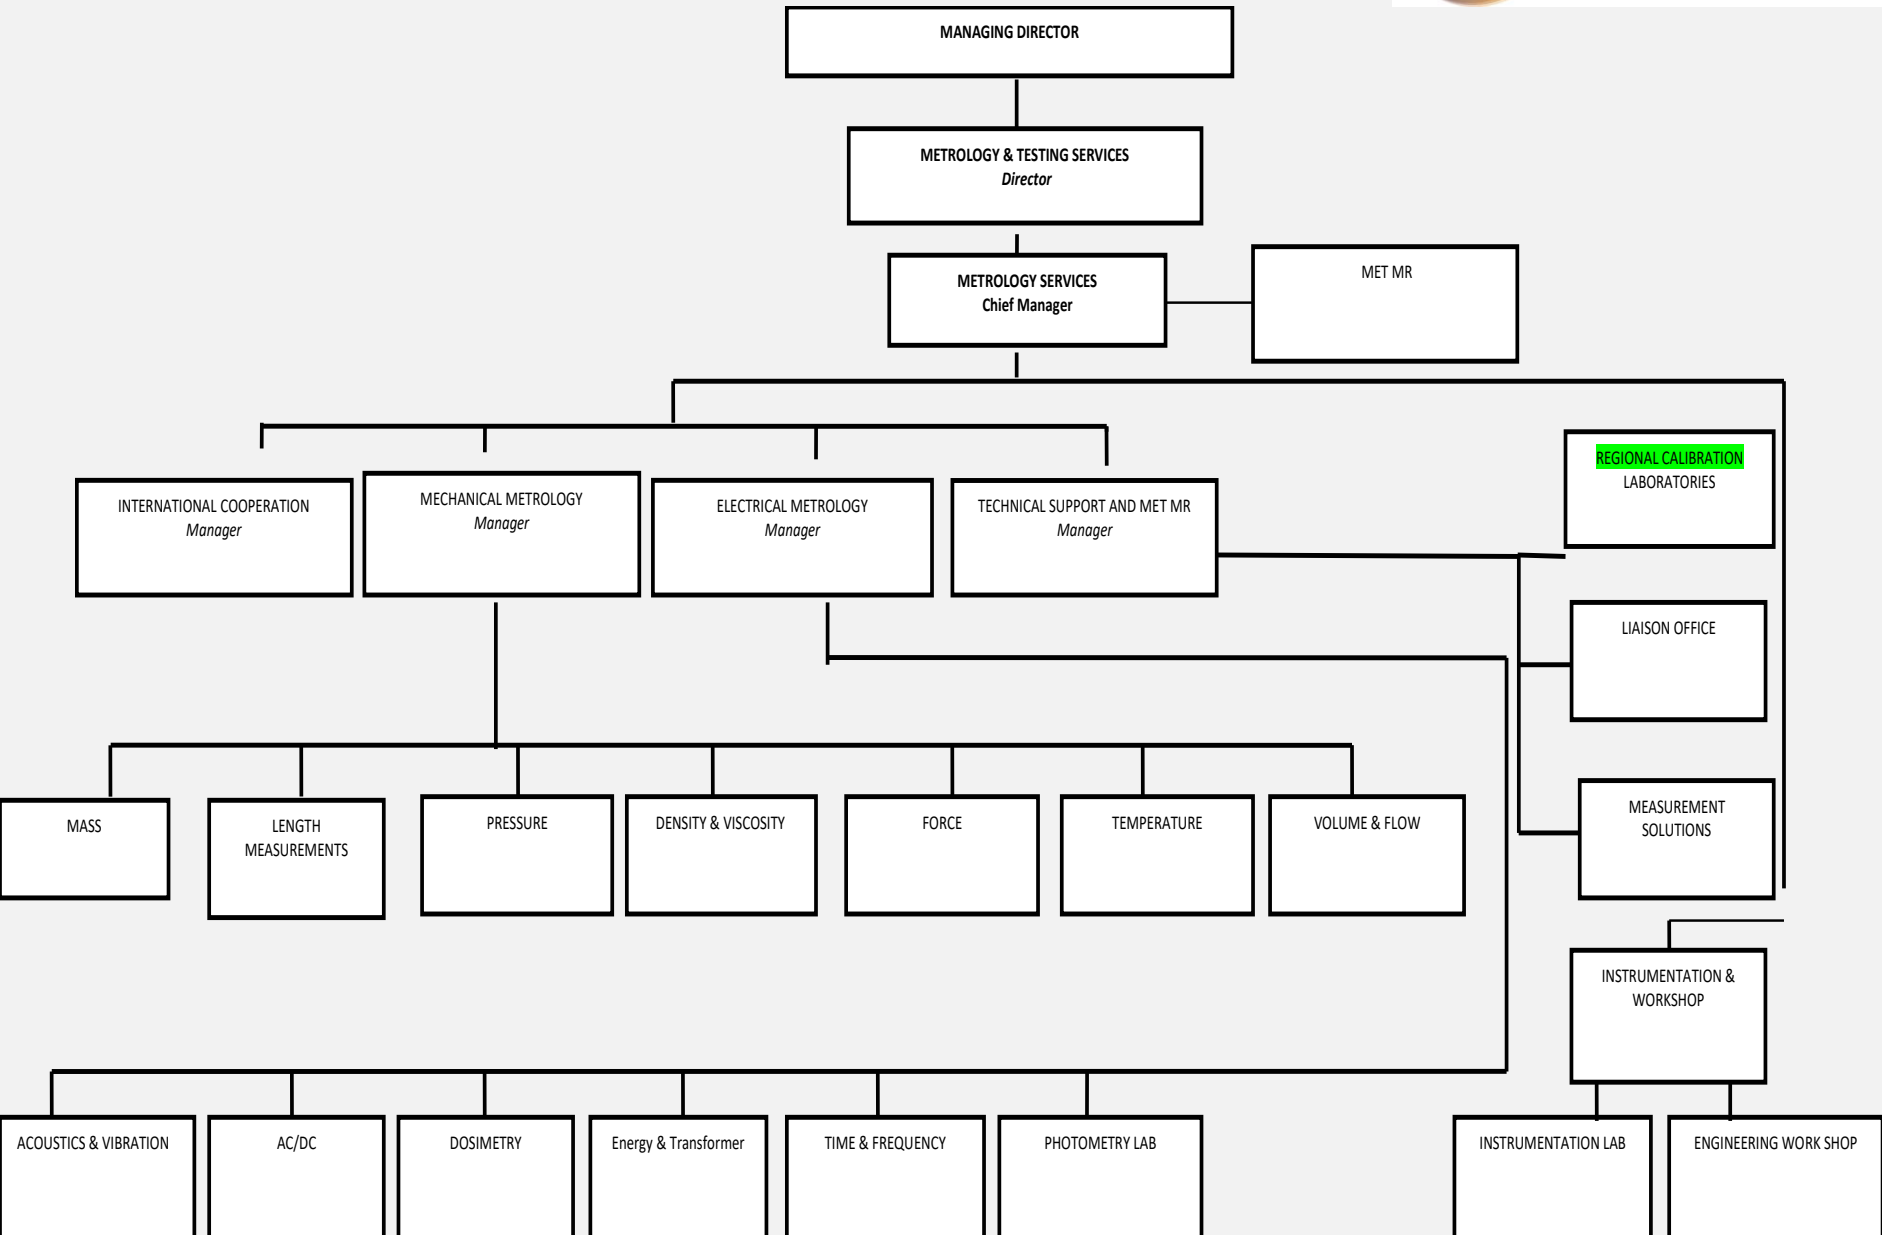 MANAGING DIRECTOR
METROLOGY & TESTING SERVICES
Director
METROLOGY SERVICES
Chief Manager
MET MR
INTERNATIONAL COOPERATION
Manager
MECHANICAL METROLOGY
Manager
ELECTRICAL METROLOGY
Manager
TECHNICAL SUPPORT AND MET MR
Manager
REGIONAL CALIBRATION
LABORATORIES
LIAISON OFFICE
MEASUREMENT
SOLUTIONS
MASS
LENGTH
MEASUREMENTS
PRESSURE
DENSITY & VISCOSITY
FORCE
TEMPERATURE
VOLUME & FLOW
INSTRUMENTATION &
WORKSHOP
ACOUSTICS & VIBRATION
AC/DC
DOSIMETRY
Energy & Transformer
TIME & FREQUENCY
PHOTOMETRY LAB
INSTRUMENTATION LAB
ENGINEERING WORK SHOP